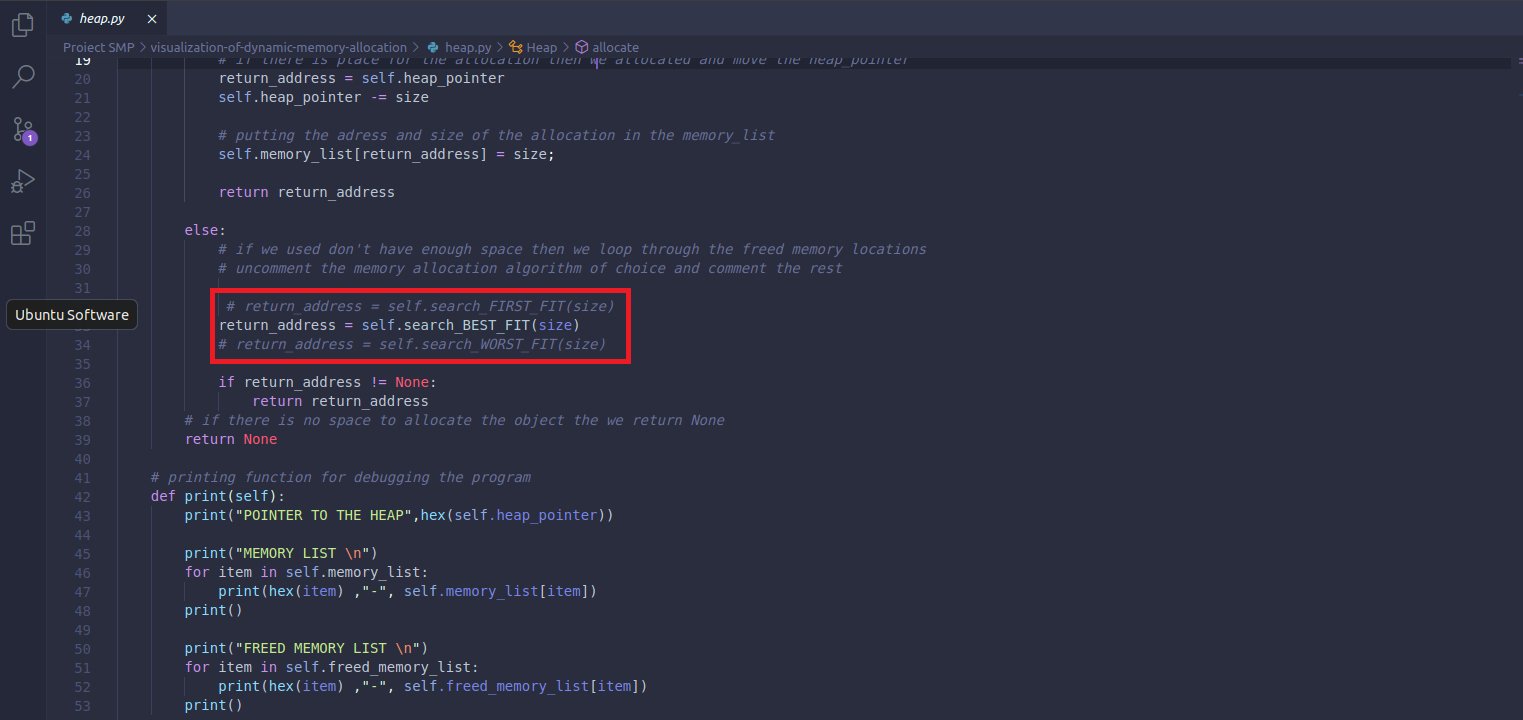 heap.py
Project SMP > visualization-of-dynamic-memory-allocation > heap.py > Heap > allocate
19 # if there is place for the allocation then we allocated and move the heap_pointer
20 return_address = self.heap_pointer
21 self.heap_pointer -= size
22
23 # putting the adress and size of the allocation in the memory_list
24 self.memory_list[return_address] = size;
25
26 return return_address
27
28 else:
29 # if we used don't have enough space then we loop through the freed memory locations
30 # uncomment the memory allocation algorithm of choice and comment the rest
31
# return_address = self.search_FIRST_FIT(size)
Ubuntu Software
return_address = self.search_BEST_FIT(size)
34 # return_address = self.search_WORST_FIT(size)
35
36 if return_address != None:
37 return return_address
38 # if there is no space to allocate the object the we return None
39 return None
40
41 # printing function for debugging the program
42 def print(self):
43 print("POINTER TO THE HEAP",hex(self.heap_pointer))
44
45 print("MEMORY LIST \n")
46 for item in self.memory_list:
47 print(hex(item) ,"-", self.memory_list[item])
48 print()
49
50 print("FREED MEMORY LIST \n")
51 for item in self.freed_memory_list:
52 print(hex(item) ,"-", self.freed_memory_list[item])
53 print()
1